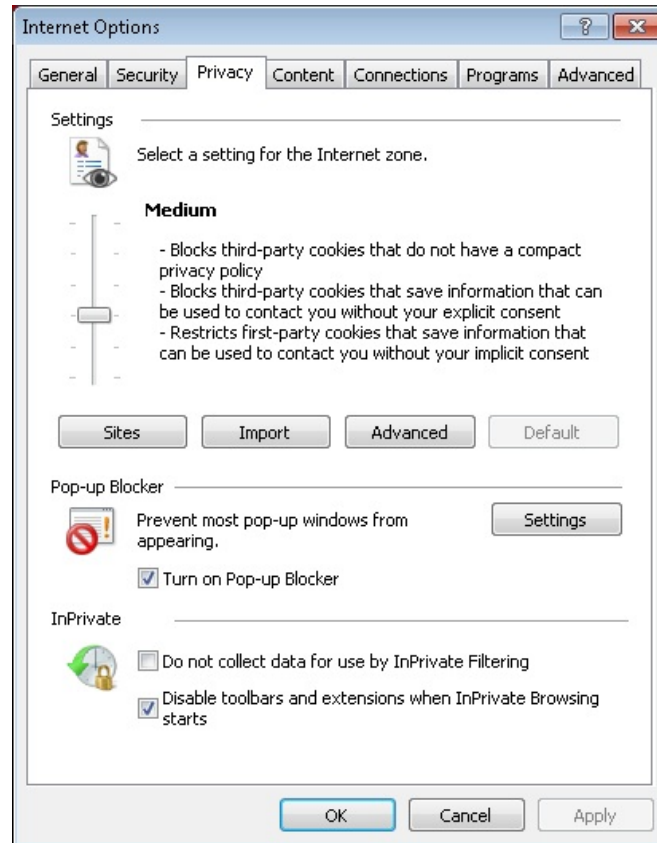 Internet Options
General Security Privacy Content Connections Programs Advanced
Settings
Select a setting for the Internet zone.
Medium
- Blocks third-party cookies that do not have a compact
privacy policy
- Blocks third-party cookies that save information that can
be used to contact you without your explicit consent
- Restricts first-party cookies that save information that
can be used to contact you without your implicit consent
Sites Import Advanced Default
Pop-up Blocker
Prevent most pop-up windows from
appearing.
Settings
Turn on Pop-up Blocker
InPrivate
Do not collect data for use by InPrivate Filtering
Disable toolbars and extensions when InPrivate Browsing
starts
OK Cancel Apply